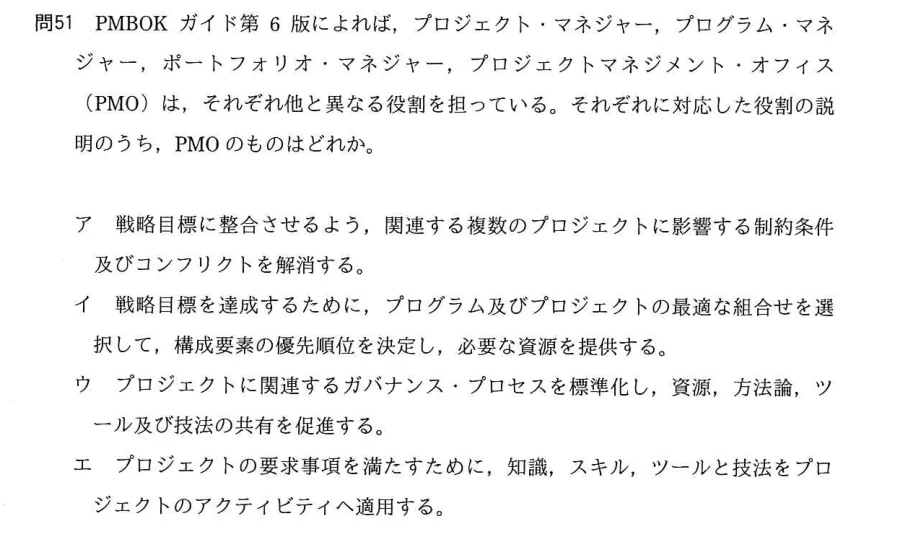 問51 PMBOK ガイド第 6 版によれば，プロジェクト・マネジャー，プログラム・マネ
ジャー，ポートフォリオ・マネジャー，プロジェクトマネジメント・オフィス
（PMO）は，それぞれ他と異なる役割を担っている。それぞれに対応した役割の説
明のうち，PMO のものはどれか。
ア 戦略目標に整合させるよう，関連する複数のプロジェクトに影響する制約条件
及びコンフリクトを解消する。
イ 戦略目標を達成するために，プログラム及びプロジェクトの最適な組合せを選
択して，構成要素の優先順位を決定し，必要な資源を提供する。
ウ プロジェクトに関連するガバナンス・プロセスを標準化し，資源，方法論，ツ
ール及び技法の共有を促進する。
エ プロジェクトの要求事項を満たすために，知識，スキル，ツールと技法をプロ
ジェクトのアクティビティへ適用する。